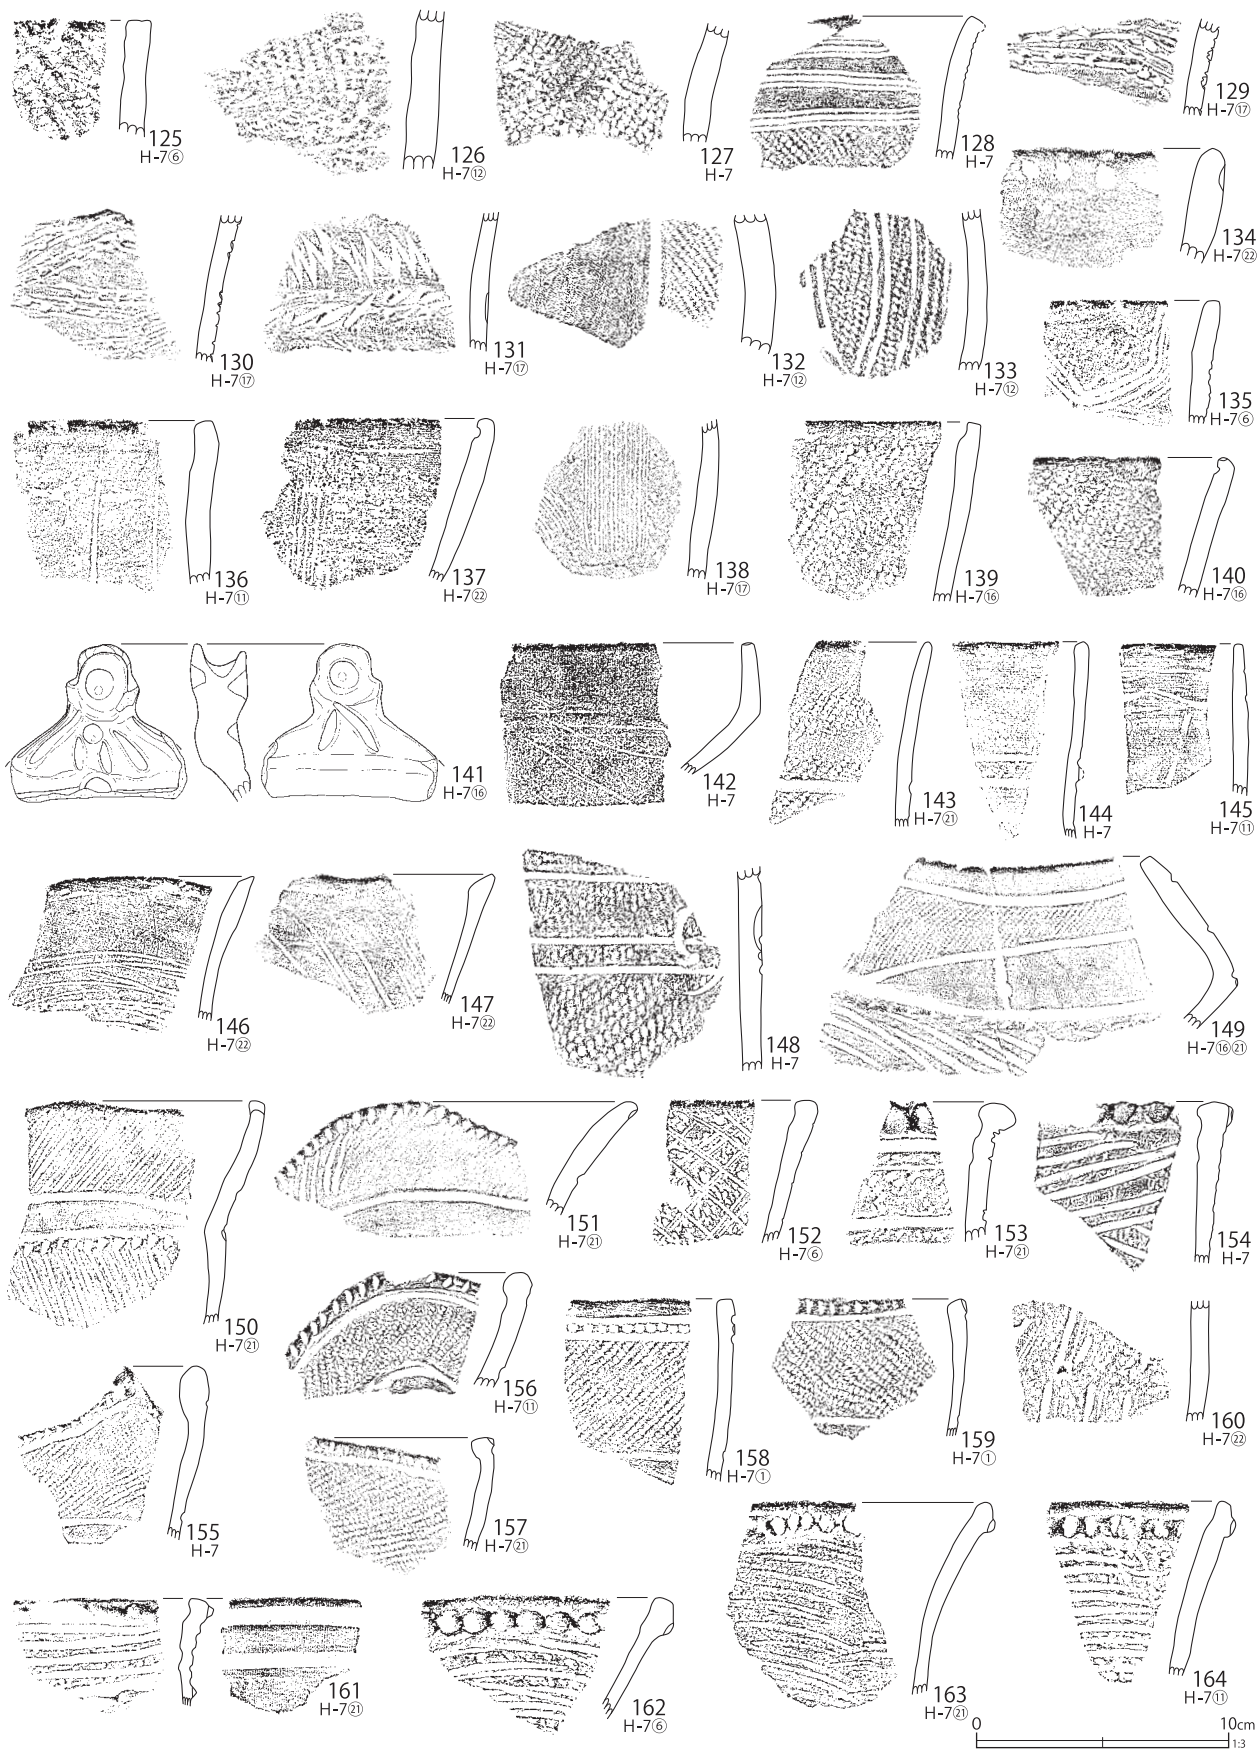 125
H-7⑥
126
H-7⑫
127
H-7
128
H-7
129
H-7⑰
130
H-7⑰
131
H-7⑰
132
H-7⑫
133
H-7⑫
134
H-7㉒
135
H-7⑥
136
H-7⑪
137
H-7㉒
138
H-7⑰
139
H-7⑯
140
H-7⑯
141
H-7⑯
142
H-7
143
H-7㉑
144
H-7
145
H-7⑪
146
H-7㉒
147
H-7㉒
148
H-7
149
H-7⑯㉑
150
H-7㉑
151
H-7㉑
152
H-7⑥
153
H-7㉑
154
H-7
155
H-7
156
H-7⑪
157
H-7㉑
158
H-7①
159
H-7①
160
H-7㉒
161
H-7㉑
162
H-7⑥
163
H-7㉑
164
H-7⑪
0 10cm
1:3